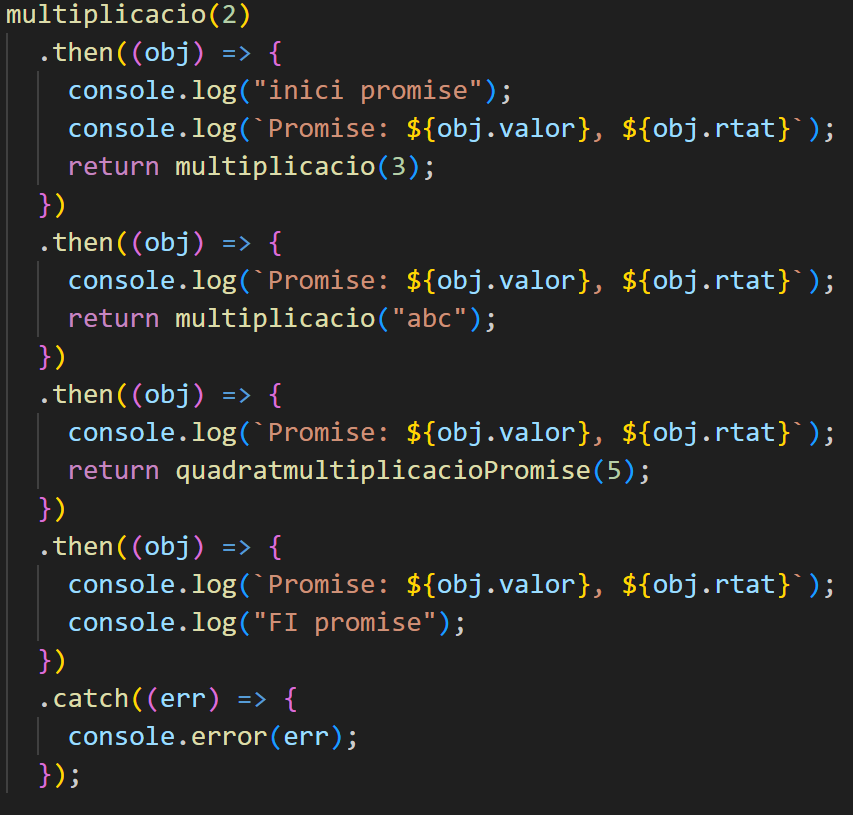 multiplicacio(2)
  .then((obj) => {
    console.log("inici promise");
    console.log(`Promise: ${obj.valor}, ${obj.rtat}`);
    return multiplicacio(3);
  })
  .then((obj) => {
    console.log(`Promise: ${obj.valor}, ${obj.rtat}`);
    return multiplicacio("abc");
  })
  .then((obj) => {
    console.log(`Promise: ${obj.valor}, ${obj.rtat}`);
    return quadratmultiplicacioPromise(5);
  })
  .then((obj) => {
    console.log(`Promise: ${obj.valor}, ${obj.rtat}`);
    console.log("FI promise");
  })
  .catch((err) => {
    console.error(err);
  });